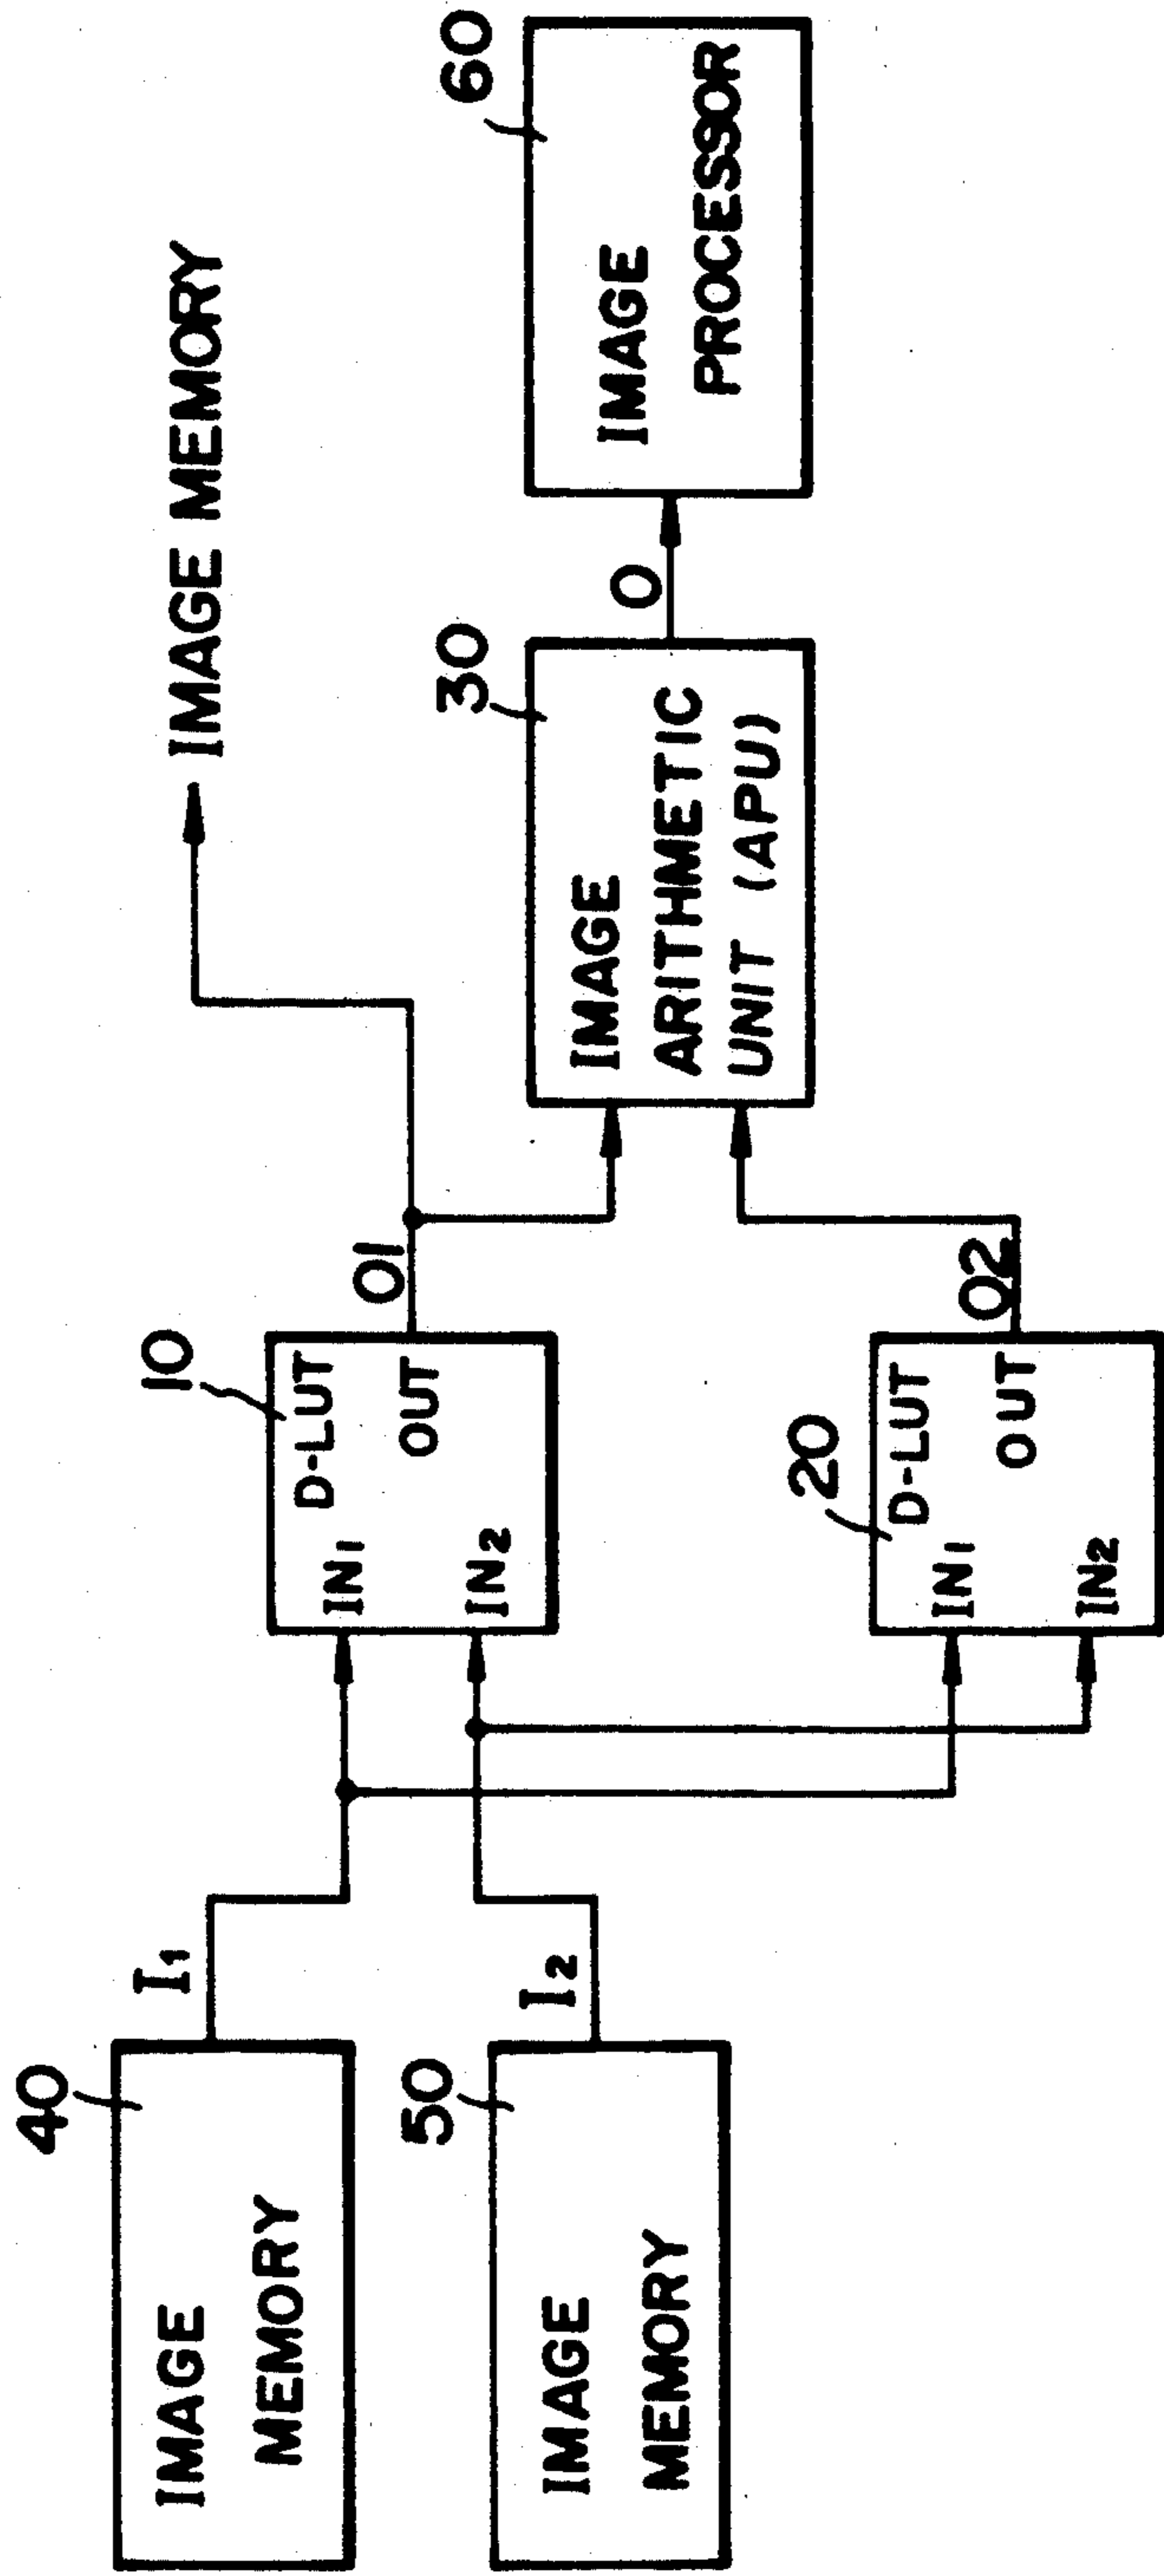 40
IMAGE
MEMORY
I1
50
IMAGE
MEMORY
I2
10
D-LUT
IN1
OUT
IN2
O1
20
D-LUT
IN1
OUT
IN2
O2
IMAGE MEMORY
30
IMAGE
ARITHMETIC
UNIT (APU)
O
60
IMAGE
PROCESSOR